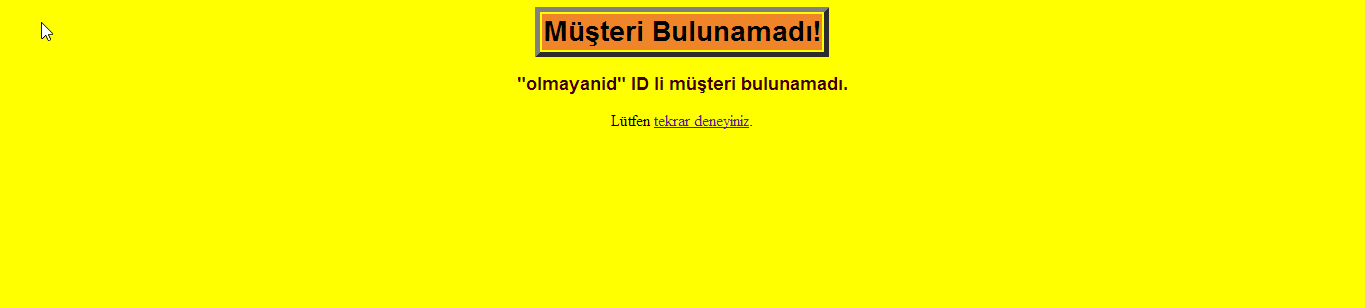 Müşteri Bulunamadı!
"olmayanid" ID li müşteri bulunamadı.
Lütfen tekrar deneyiniz.